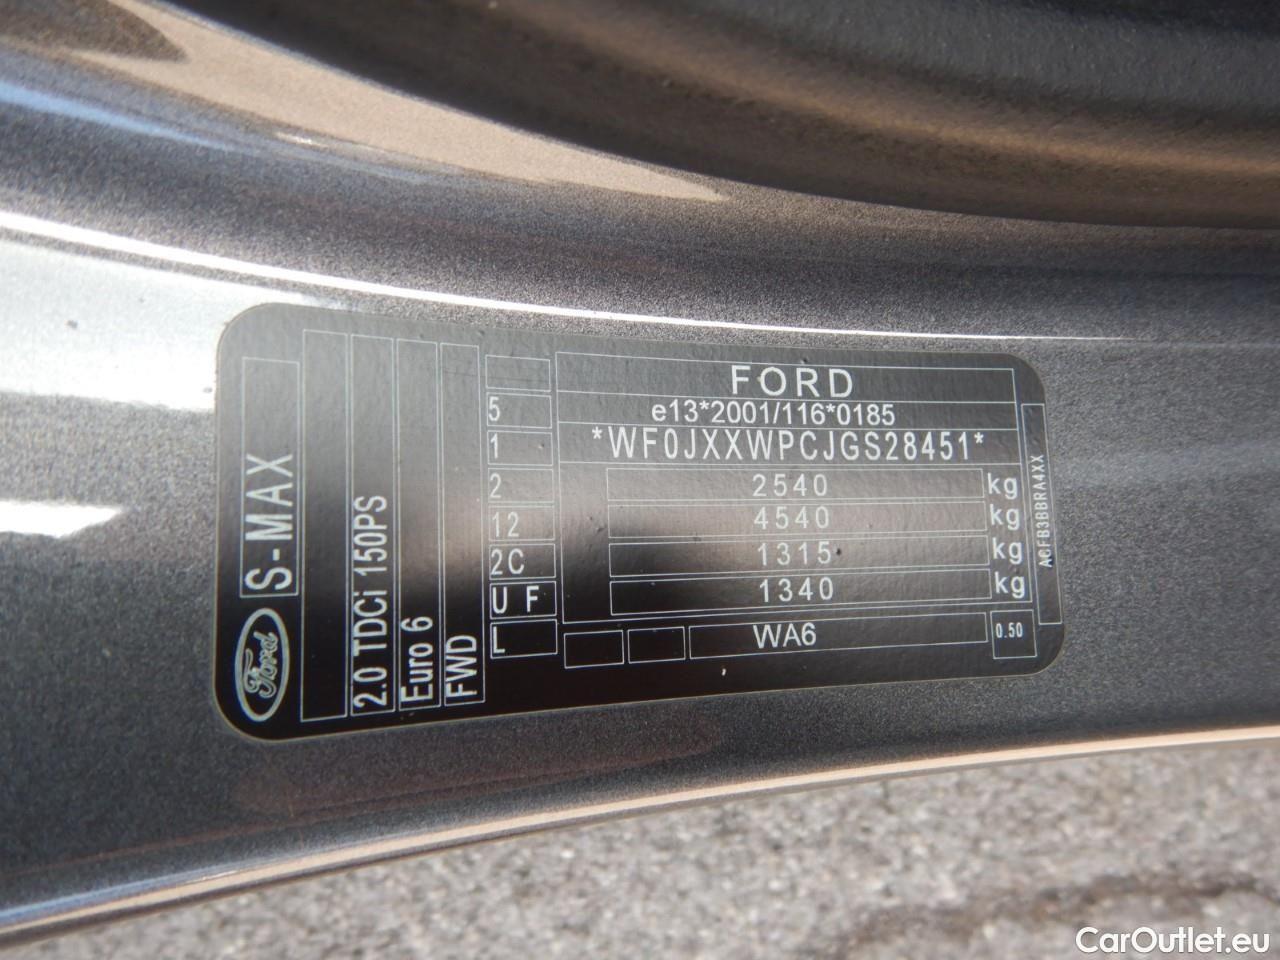 FORD
e13*2001/116*0185
*WF0JXXWPCJGS28451*
2540 kg
4540 kg
1315 kg
1340 kg
WA6
0.50
5
1
2
12
2C
U F
L
FWD
Euro 6
2.0 TDCi 150PS
S-MAX
Ford
CarOutlet.eu